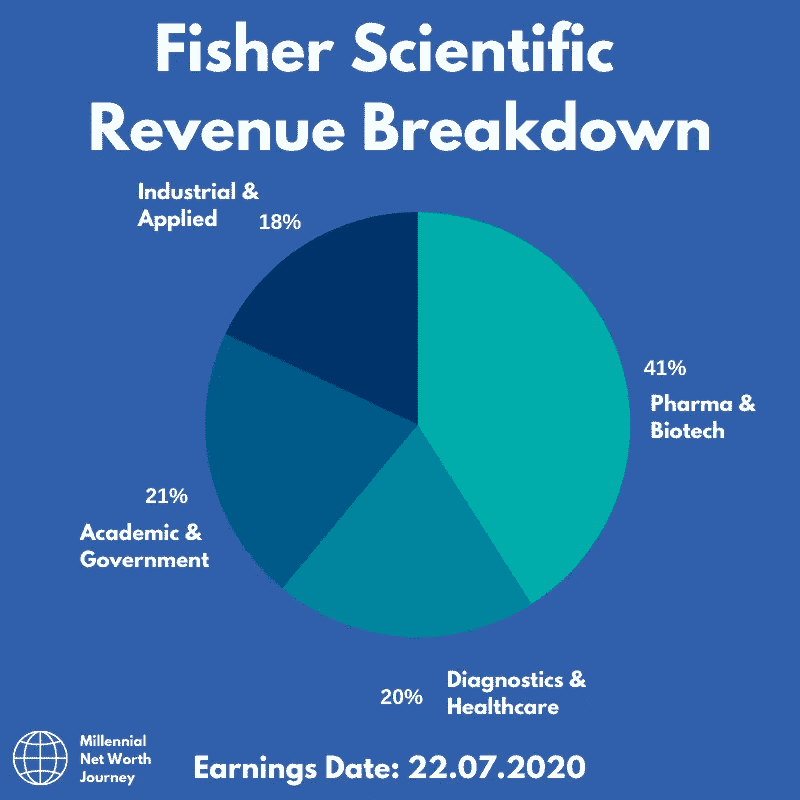 Fisher Scientific
Revenue Breakdown
Industrial &
Applied
18%
41%
Pharma &
Biotech
21%
Academic &
Government
20%
Diagnostics &
Healthcare
Millennial
Net Worth
Journey
Earnings Date: 22.07.2020